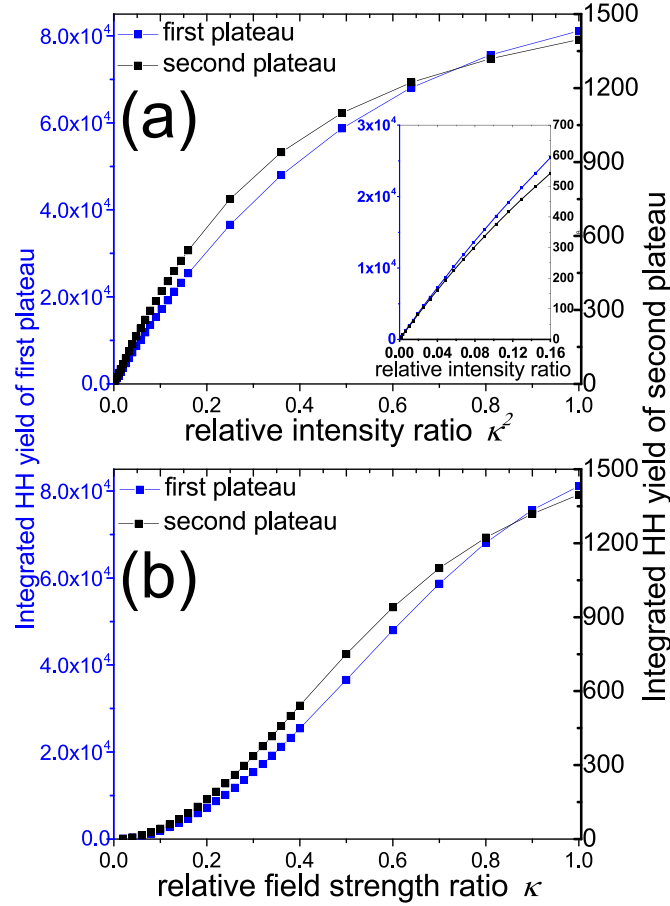 Integrated HH yield of first plateau
Integrated HH yield of second plateau
8.0x10⁴
6.0x10⁴
4.0x10⁴
2.0x10⁴
0.0
1500
1200
900
600
300
0
first plateau
second plateau
(a)
3x10⁴
2x10⁴
1x10⁴
0
700
600
500
400
300
200
100
0
0.00 0.04 0.08 0.12 0.16
relative intensity ratio
0.0 0.2 0.4 0.6 0.8 1.0
relative intensity ratio κ²
8.0x10⁴
6.0x10⁴
4.0x10⁴
2.0x10⁴
0.0
1500
1200
900
600
300
0
first plateau
second plateau
(b)
0.0 0.2 0.4 0.6 0.8 1.0
relative field strength ratio κ